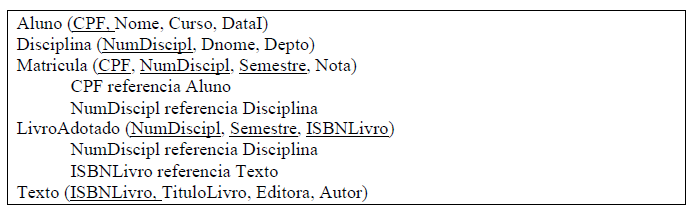 Aluno (CPF, Nome, Curso, DataI)
Disciplina (NumDiscipl, Dnome, Depto)
Matricula (CPF, NumDiscipl, Semestre, Nota)
CPF referencia Aluno
NumDiscipl referencia Disciplina
LivroAdotado (NumDiscipl, Semestre, ISBNLivro)
NumDiscipl referencia Disciplina
ISBNLivro referencia Texto
Texto (ISBNLivro, TituloLivro, Editora, Autor)